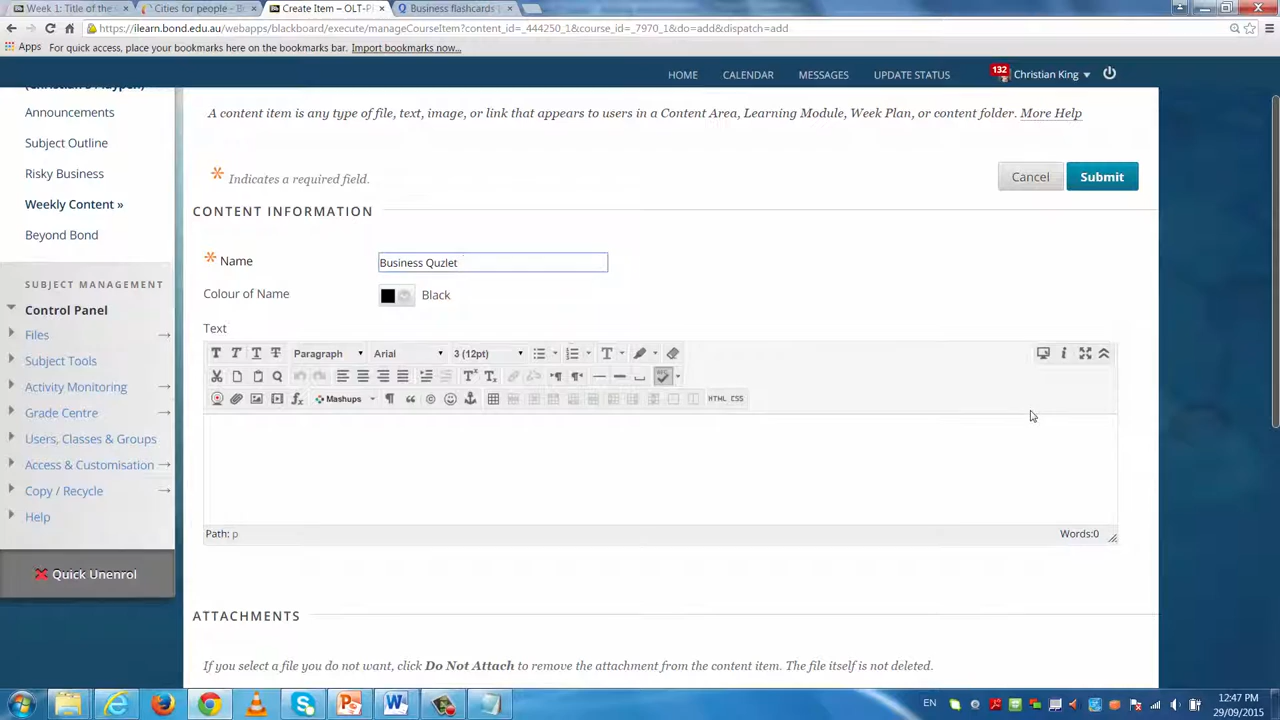 Week 1: Title of the
Cities for people - B
Create Item – OLT-P
Business flashcards
https://ilearn.bond.edu.au/webapps/blackboard/execute/manageCourseItem?content_id=_444250_1&course_id=_7970_1&do=add&dispatch=add
Apps For quick access, place your bookmarks here on the bookmarks bar. Import bookmarks now...
HOME CALENDAR MESSAGES UPDATE STATUS 132 Christian King
Announcements
Subject Outline
Risky Business
Weekly Content »
Beyond Bond
SUBJECT MANAGEMENT
Control Panel
Files
Subject Tools
Activity Monitoring
Grade Centre
Users, Classes & Groups
Access & Customisation
Copy / Recycle
Help
Quick Unenrol
A content item is any type of file, text, image, or link that appears to users in a Content Area, Learning Module, Week Plan, or content folder. More Help
* Indicates a required field.
Cancel Submit
CONTENT INFORMATION
* Name Business Quzlet
Colour of Name Black
Text
Paragraph Arial 3 (12pt)
Mashups HTML CSS
Path: p Words:0
ATTACHMENTS
If you select a file you do not want, click Do Not Attach to remove the attachment from the content item. The file itself is not deleted.
EN 12:47 PM
29/09/2015